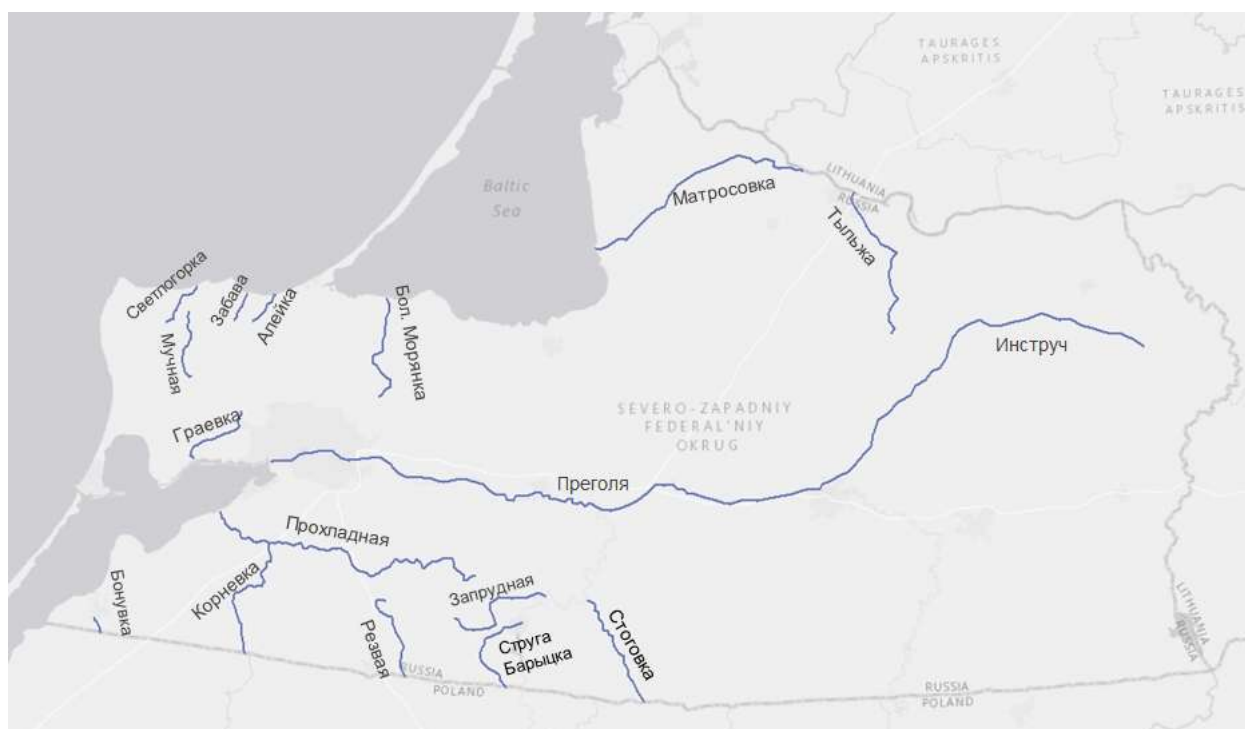 TAURAGES
APSKRITIS
TAURAGES
APSKRITIS
Baltic
Sea
LITHUANIA
RUSSIA
Матросовка
Тыльжа
Светлогорка
Забава
Алейка
Мучная
Бол. Морянка
Инструч
Граевка
SEVERO-ZAPADNIY
FEDERAL'NIY
OKRUG
Преголя
Прохладная
Бонувка
Корневка
Запрудная
Резвая
Струга
Барыцка
Стоговка
LITHUANIA
RUSSIA
RUSSIA
POLAND
RUSSIA
POLAND